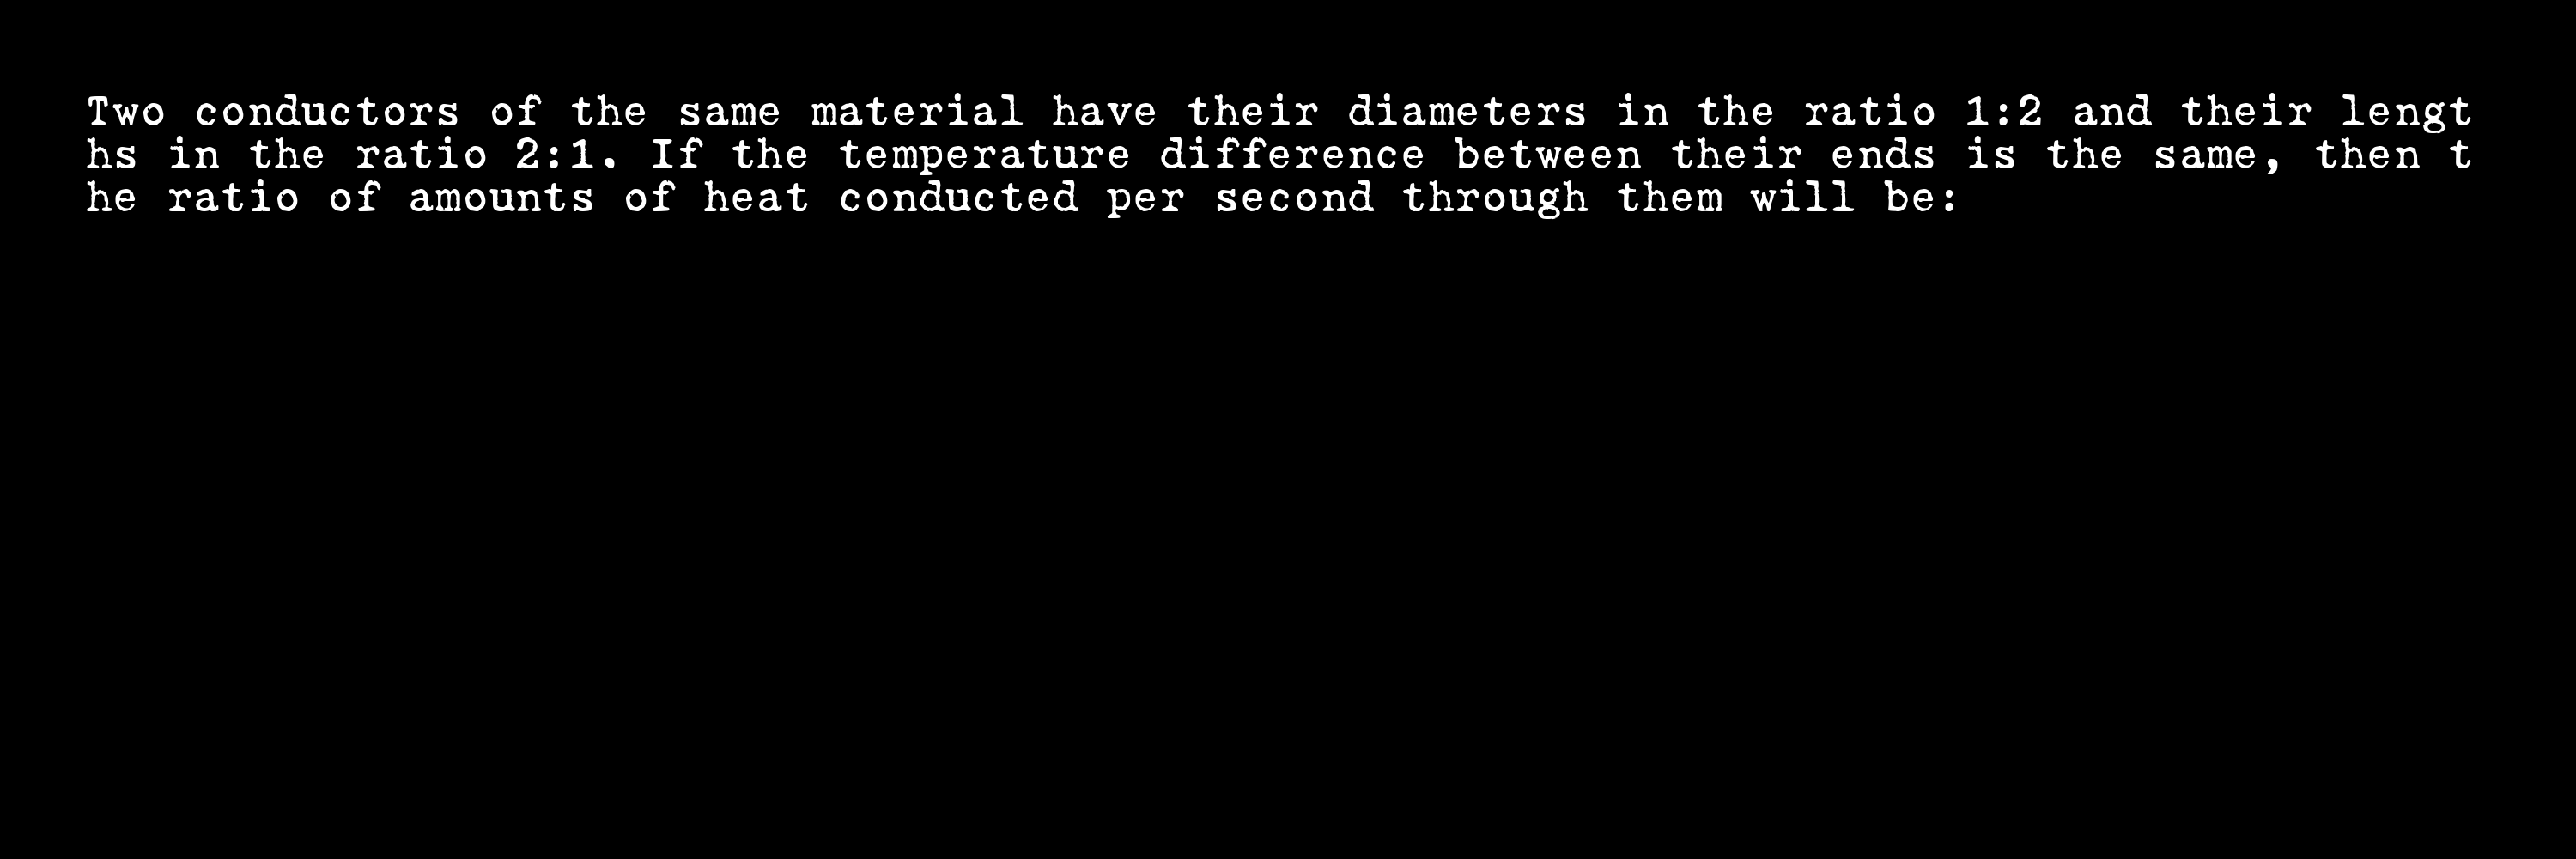 Two conductors of the same material have their diameters in the ratio 1:2 and their lengt
hs in the ratio 2:1. If the temperature difference between their ends is the same, then t
he ratio of amounts of heat conducted per second through them will be: